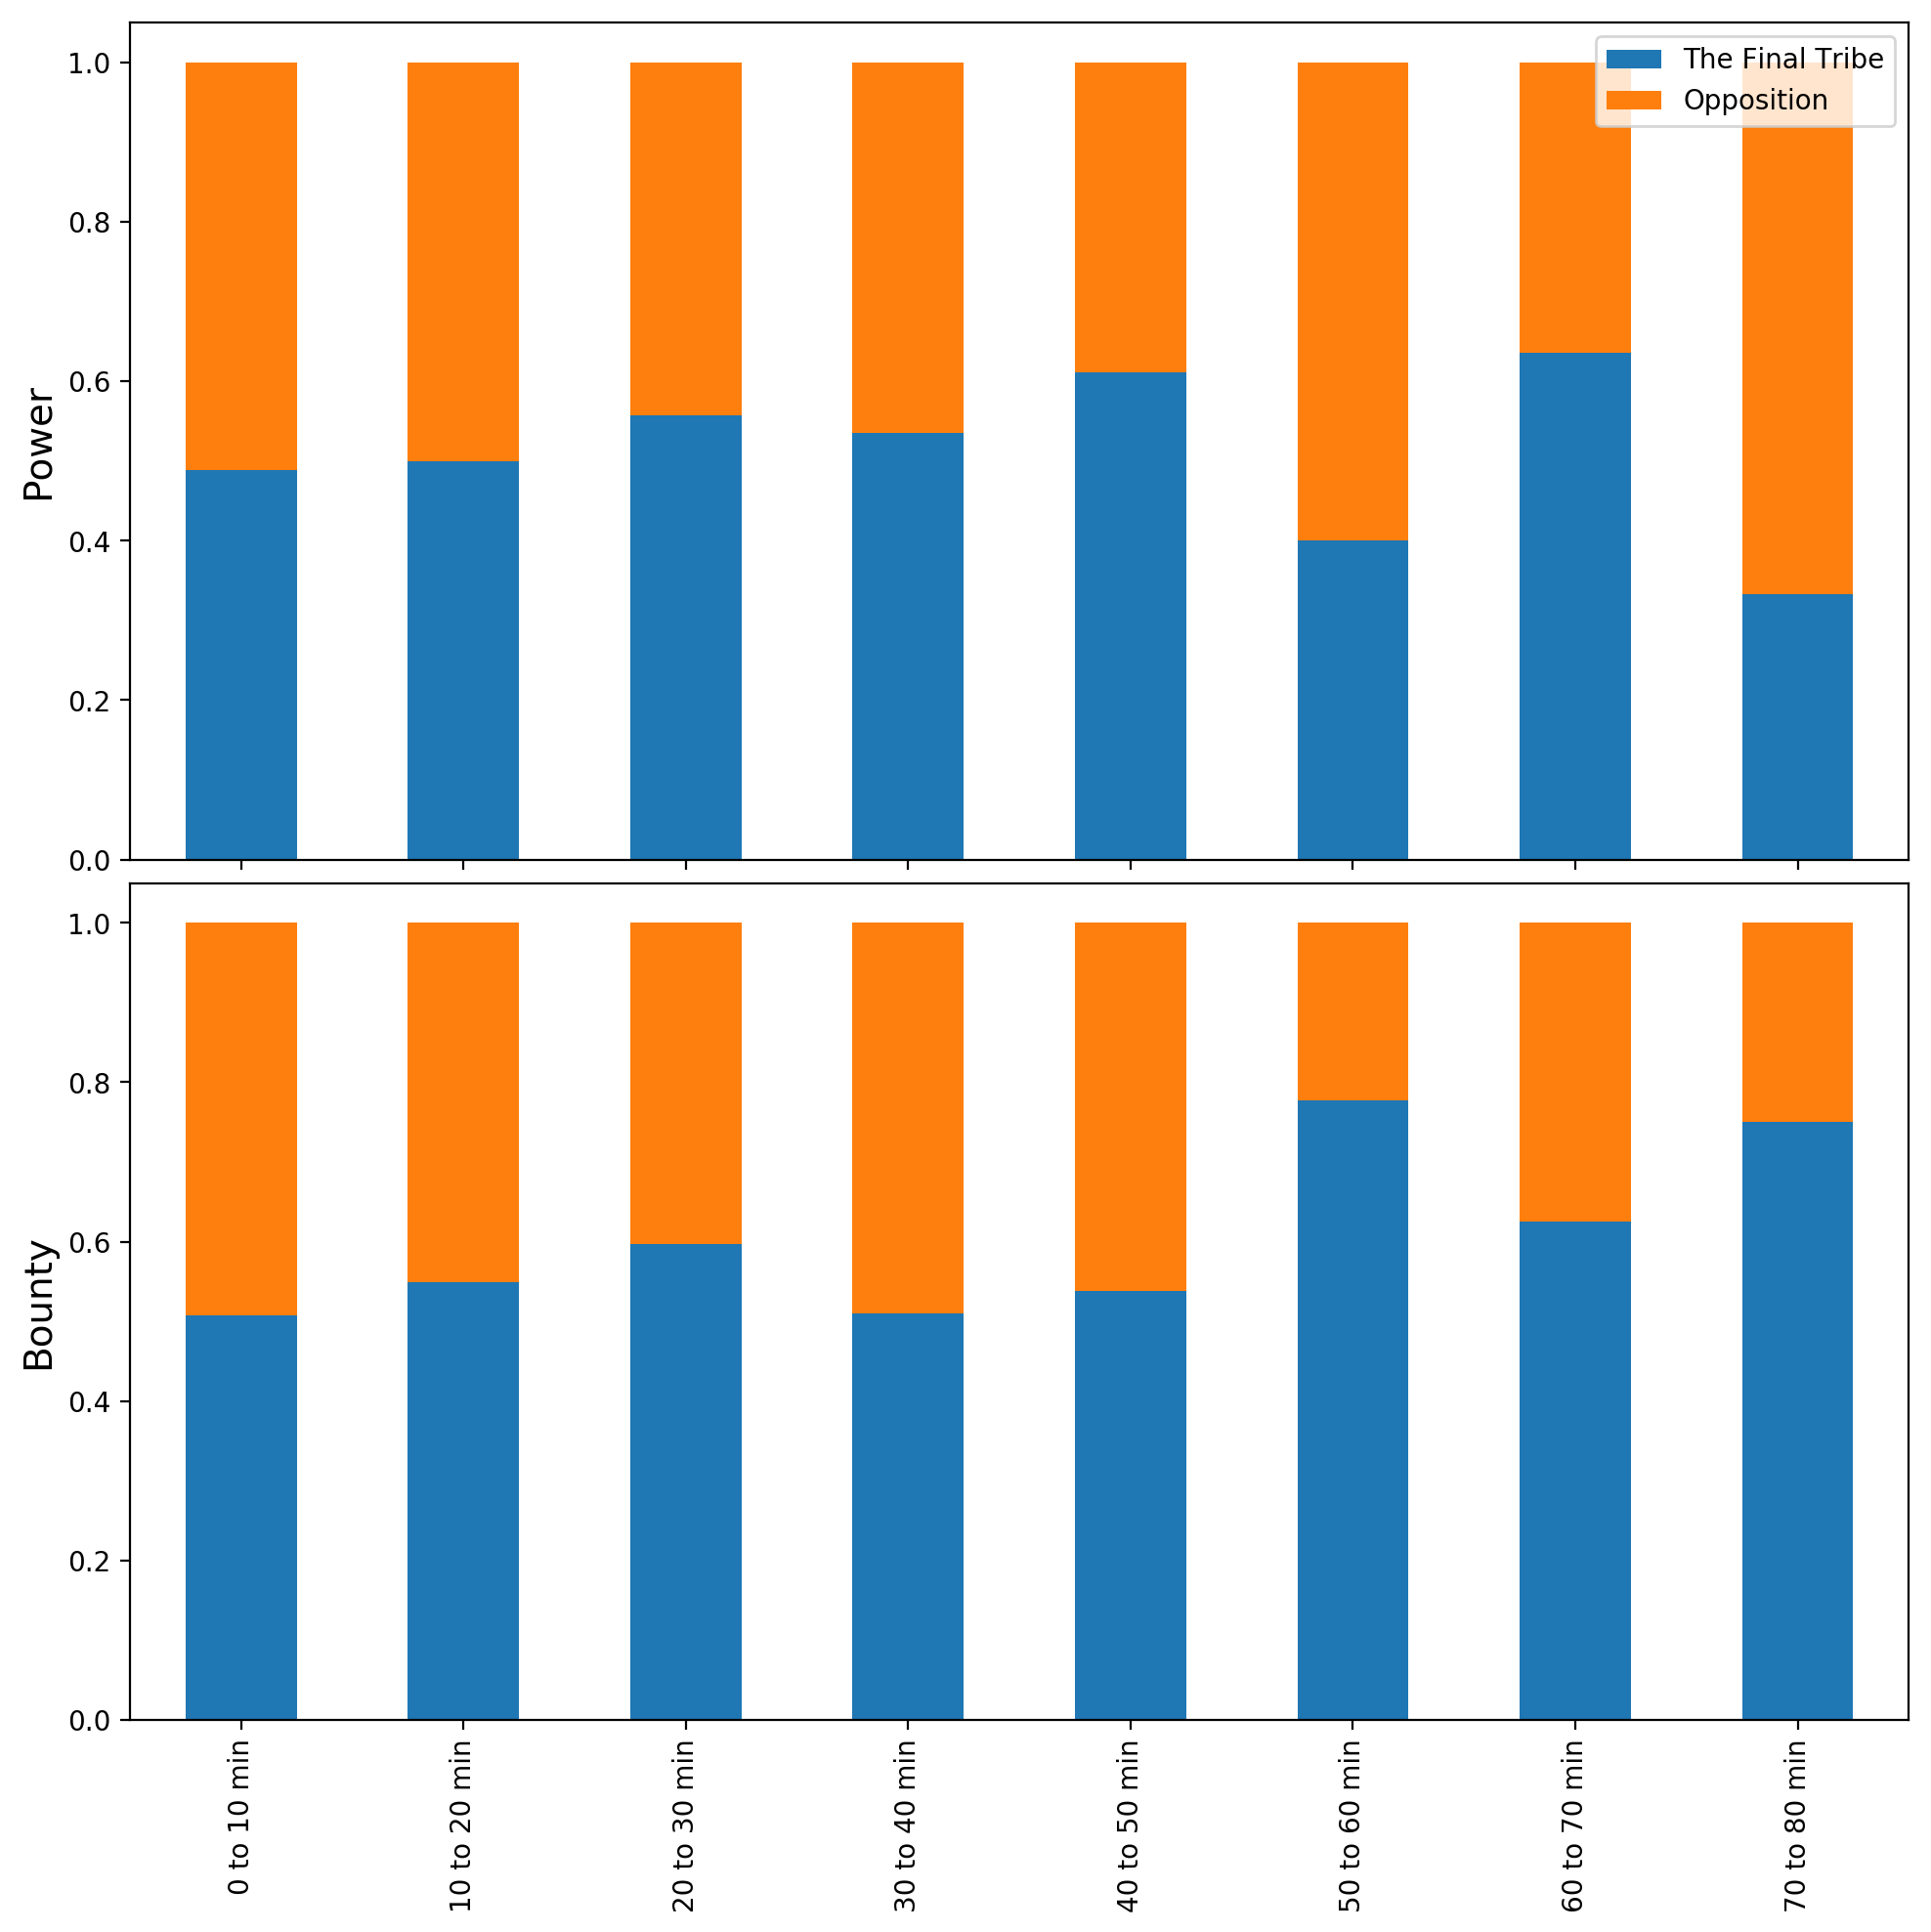 The Final Tribe
Opposition
Power
1.0
0.8
0.6
0.4
0.2
0.0
Bounty
1.0
0.8
0.6
0.4
0.2
0.0
0 to 10 min
10 to 20 min
20 to 30 min
30 to 40 min
40 to 50 min
50 to 60 min
60 to 70 min
70 to 80 min